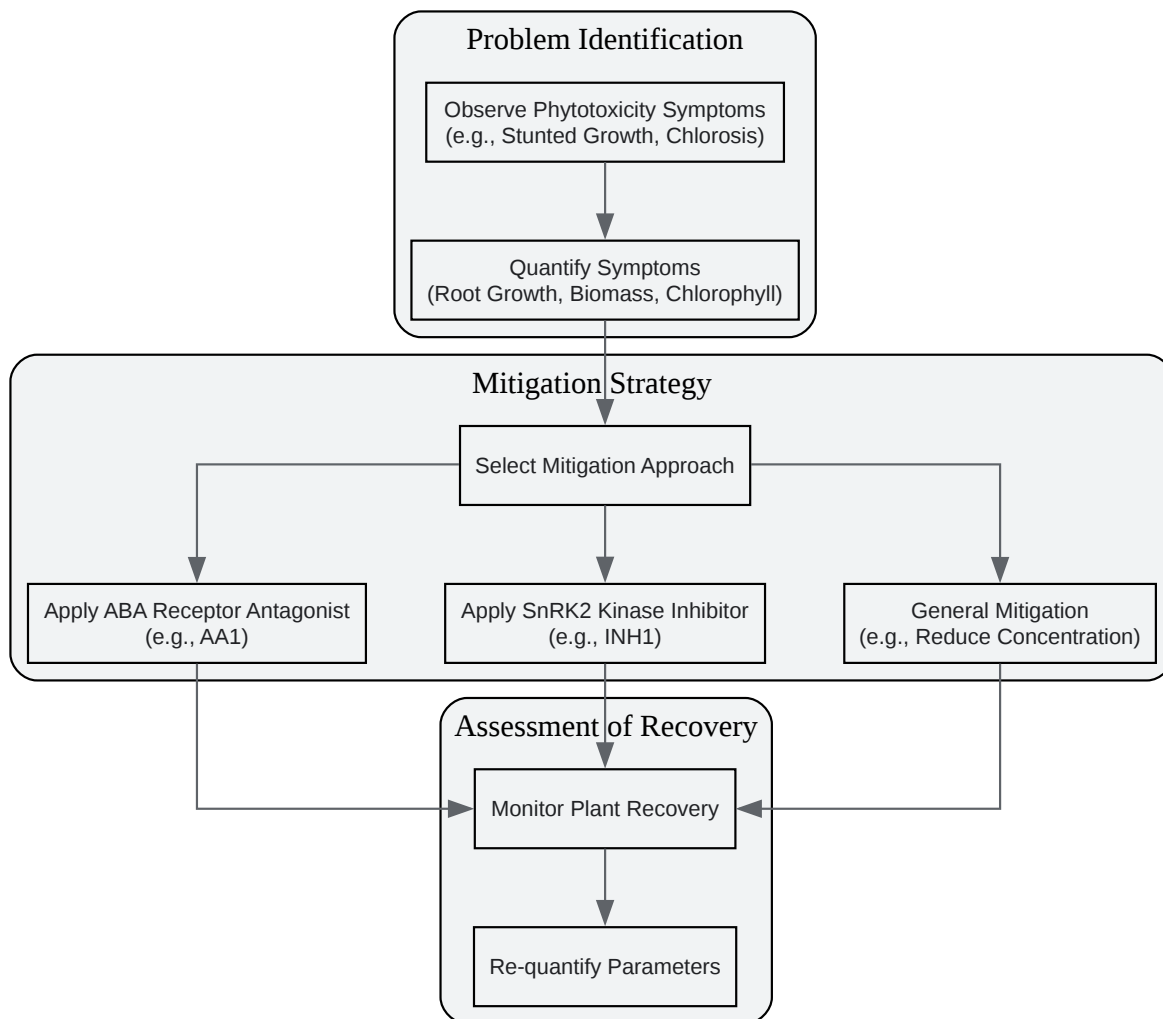 Problem Identification
Observe Phytotoxicity Symptoms
(e.g., Stunted Growth, Chlorosis)
Quantify Symptoms
(Root Growth, Biomass, Chlorophyll)
Mitigation Strategy
Select Mitigation Approach
Apply ABA Receptor Antagonist
(e.g., AA1)
Apply SnRK2 Kinase Inhibitor
(e.g., INH1)
General Mitigation
(e.g., Reduce Concentration)
Assessment of Recovery
Monitor Plant Recovery
Re-quantify Parameters